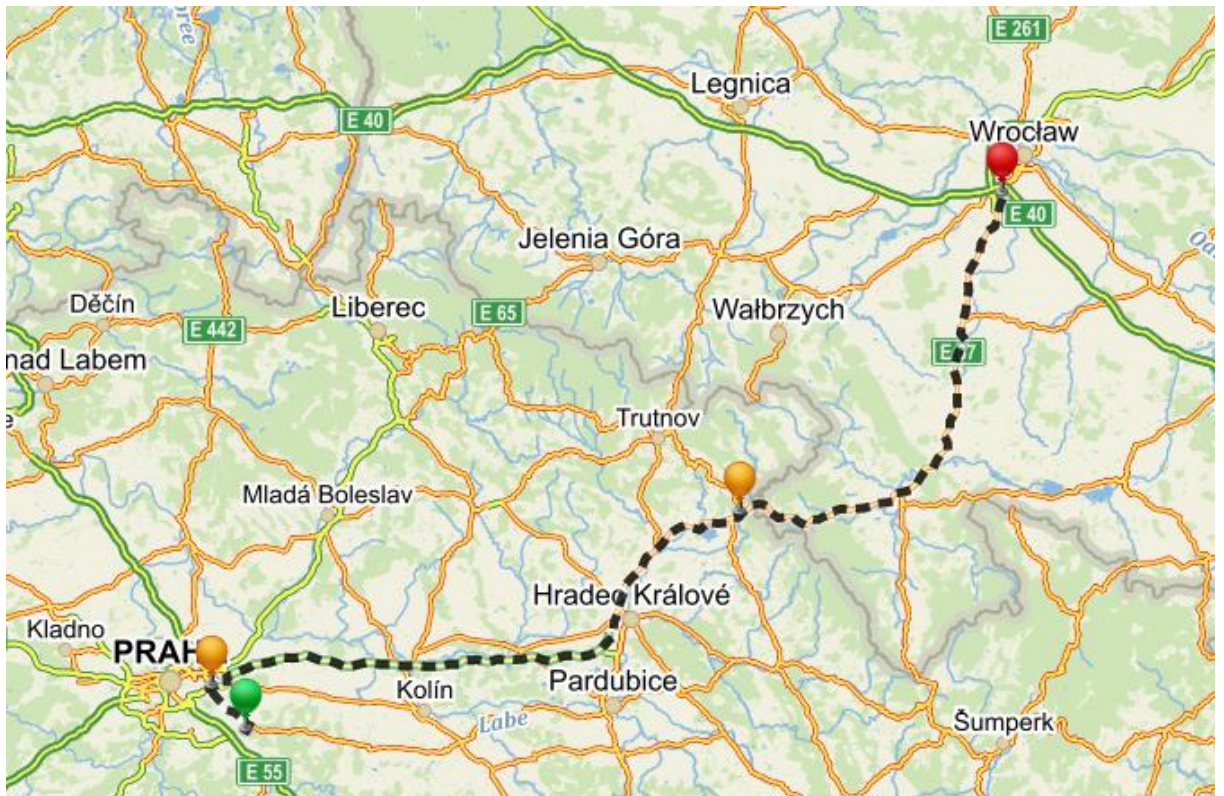 E 261
Legnica
E 40
Wrocław
E 40
Jelenia Góra
Děčín
Liberec
E 65
Wałbrzych
E 442
nad Labem
Trutnov
Mladá Boleslav
Hradec Králové
Kladno
PRAH
Kolín
Pardubice
Labe
Šumperk
E 55